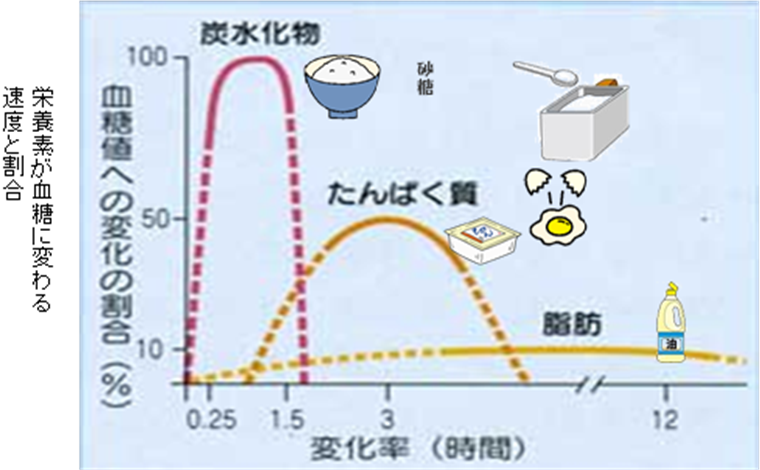 栄養素が血糖に変わる
速度と割合
血糖値への変化の割合(%)
100
50
10
炭水化物
砂糖
たんぱく質
脂肪
油
0.25
1.5
3
12
変化率(時間)